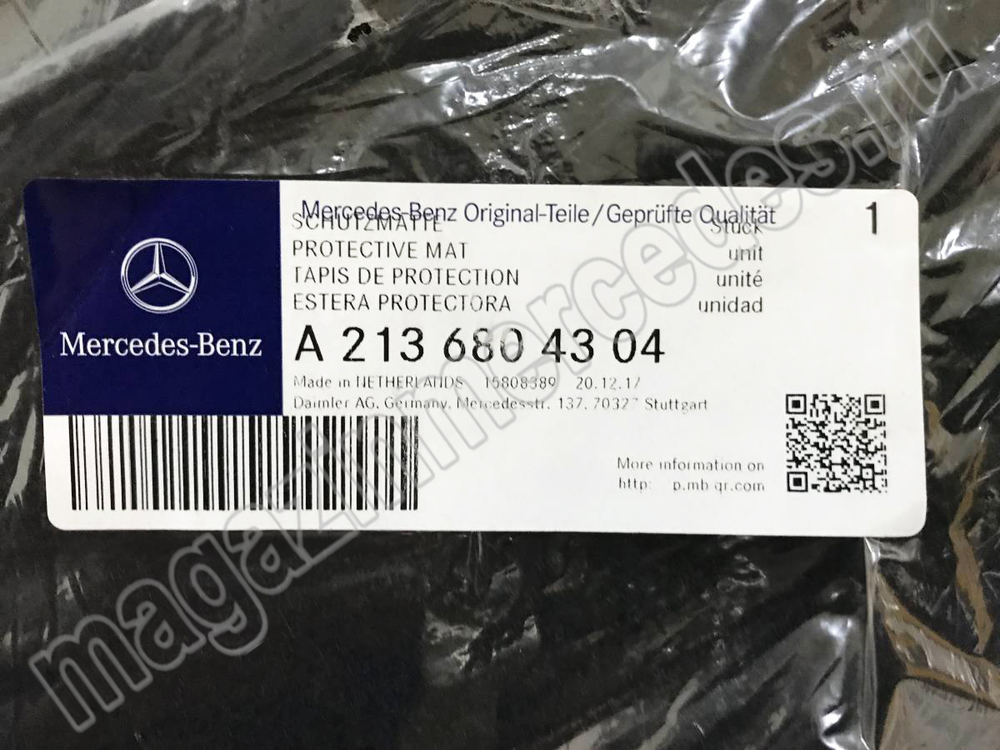 Mercedes-Benz Original-Teile/Geprüfte Qualität 1
SCHUTZMATTE Stück
PROTECTIVE MAT unit
TAPIS DE PROTECTION unité
ESTERA PROTECTORA unidad
Mercedes-Benz
A 213 680 43 04
Made in NETHERLANDS 15808389 20.12.17
Daimler AG, Germany, Mercedesstr. 137, 70327 Stuttgart
More information on
http: p.mb-qr.com
magazinmercedes.ru